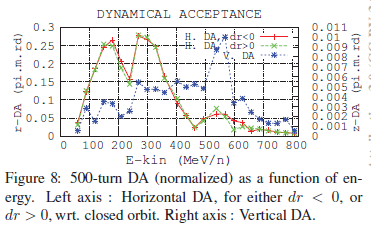 DYNAMICAL ACCEPTANCE
0.3
0.25
0.2
0.15
0.1
0.05
0
r-DA (pi.m.rd)
H. DA, dr<0
H. DA, dr>0
V. DA
0.011
0.01
0.009
0.008
0.007
0.006
0.005
0.004
0.003
0.002
0.001
0
z-DA (pi.m.rd)
0 100 200 300 400 500 600 700 800
E-kin (MeV/n)
Figure 8: 500-turn DA (normalized) as a function of en-
ergy. Left axis : Horizontal DA, for either dr < 0, or
dr > 0, wrt. closed orbit. Right axis : Vertical DA.